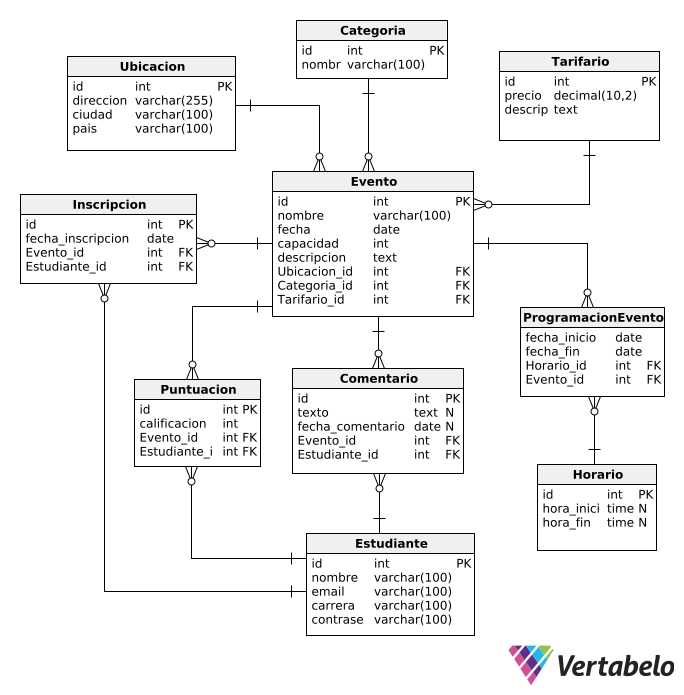 Categoria
id int PK
nombr varchar(100)
Ubicacion
id int PK
direccion varchar(255)
ciudad varchar(100)
pais varchar(100)
Tarifario
id int PK
precio decimal(10,2)
descrip text
Evento
id int PK
nombre varchar(100)
fecha date
capacidad int
descripcion text
Ubicacion_id int FK
Categoria_id int FK
Tarifario_id int FK
Inscripcion
id int PK
fecha_inscripcion date
Evento_id int FK
Estudiante_id int FK
ProgramacionEvento
fecha_inicio date
fecha_fin date
Horario_id int FK
Evento_id int FK
Puntuacion
id int PK
calificacion int
Evento_id int FK
Estudiante_i int FK
Comentario
id int PK
texto text N
fecha_comentario date N
Evento_id int FK
Estudiante_id int FK
Horario
id int PK
hora_inici time N
hora_fin time N
Estudiante
id int PK
nombre varchar(100)
email varchar(100)
carrera varchar(100)
contrase varchar(100)
Vertabelo